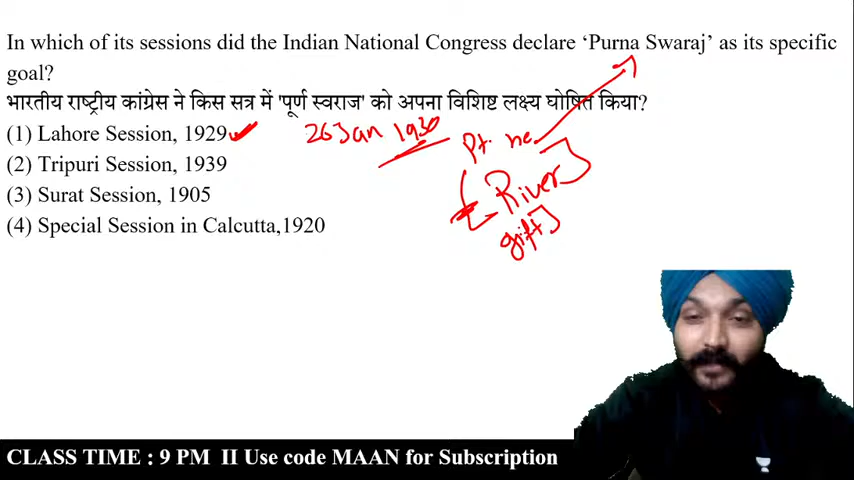 In which of its sessions did the Indian National Congress declare ‘Purna Swaraj’ as its specific
goal?
भारतीय राष्ट्रीय कांग्रेस ने किस सत्र में 'पूर्ण स्वराज' को अपना विशिष्ट लक्ष्य घोषित किया?
(1) Lahore Session, 1929
26 Jan 1930
Pt. ne
(2) Tripuri Session, 1939
River
(3) Surat Session, 1905
(4) Special Session in Calcutta,1920
gift
CLASS TIME : 9 PM II Use code MAAN for Subscription